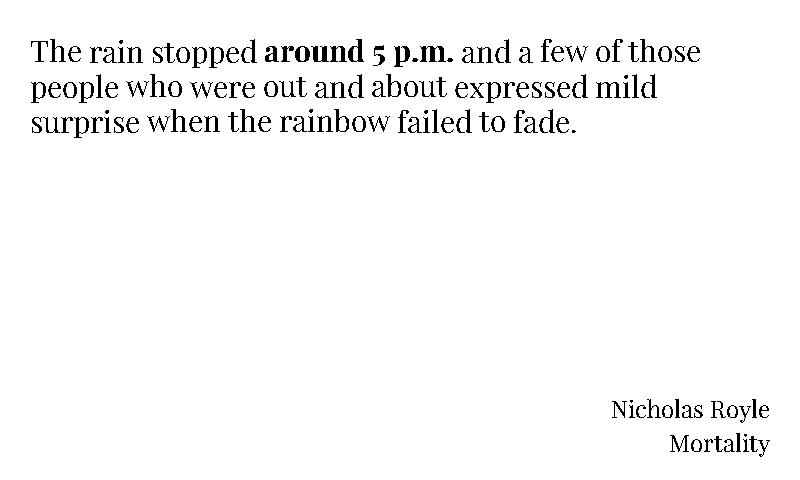 The rain stopped around 5 p.m. and a few of those
people who were out and about expressed mild
surprise when the rainbow failed to fade.
Nicholas Royle
Mortality